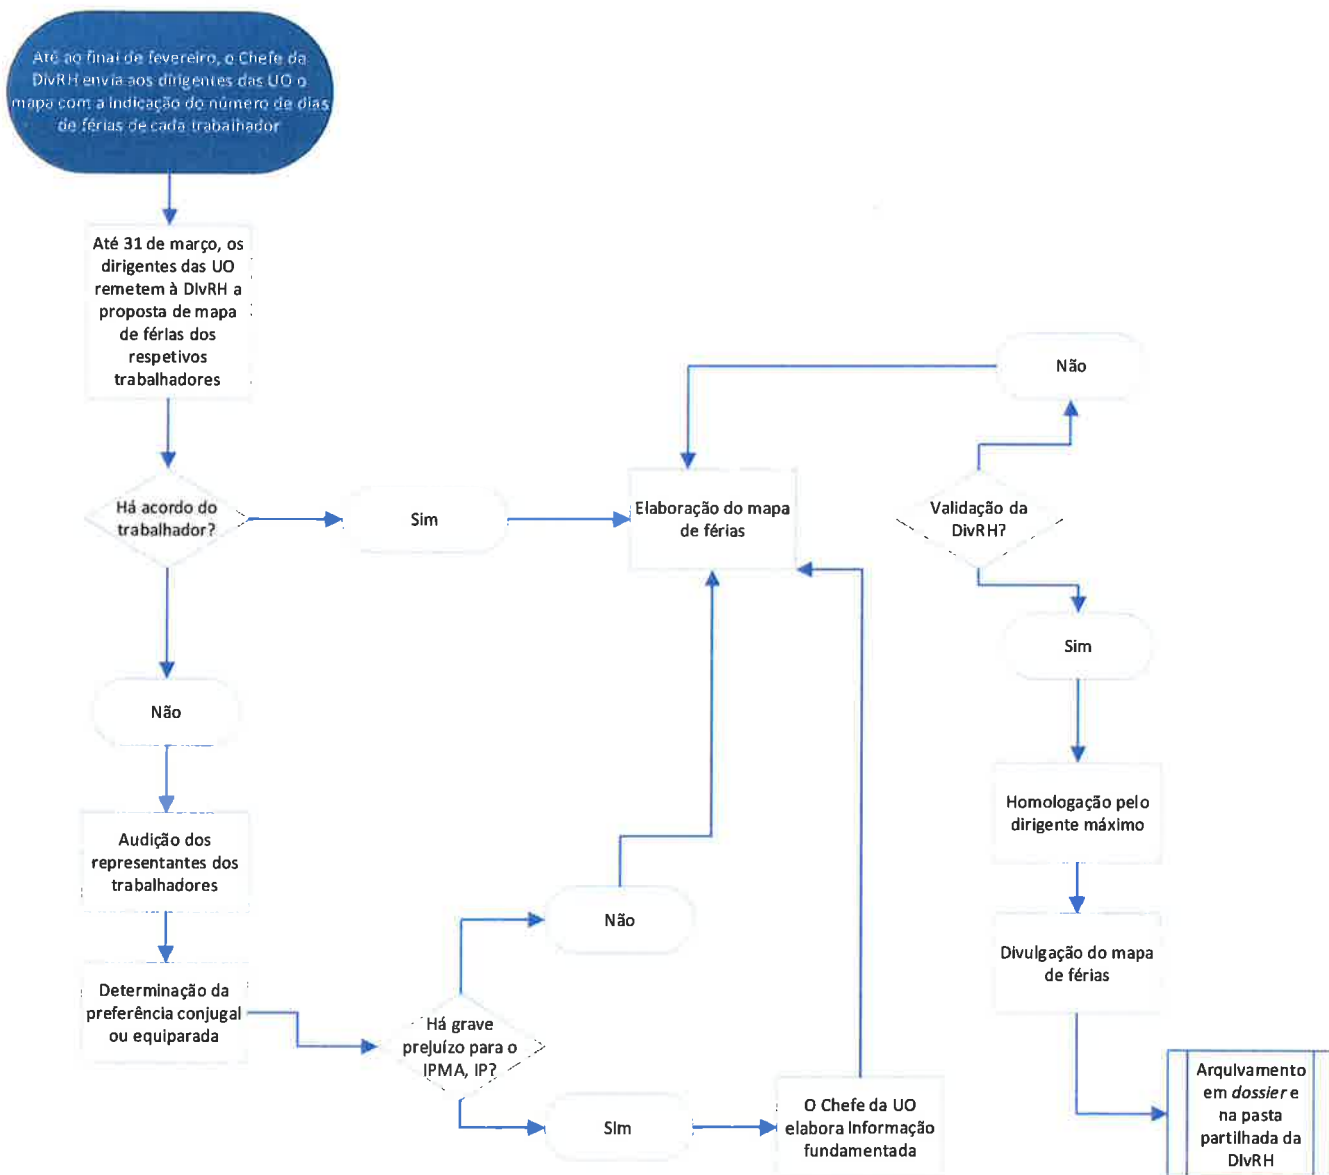 Até ao final de fevereiro, o Chefe da
DivRH envia aos dirigentes das UO o
mapa com a indicação do número de dias
de férias de cada trabalhador
Até 31 de março, os
dirigentes das UO
remetem à DivRH a
proposta de mapa
de férias dos
respetivos
trabalhadores
Há acordo do
trabalhador?
Sim
Elaboração do mapa
de férias
Não
Validação da
DivRH?
Sim
Não
Audição dos
representantes dos
trabalhadores
Determinação da
preferência conjugal
ou equiparada
Há grave
prejuízo para o
IPMA, IP?
Não
Sim
O Chefe da UO
elabora Informação
fundamentada
Homologação pelo
dirigente máximo
Divulgação do mapa
de férias
Arquivamento
em dossier e
na pasta
partilhada da
DivRH